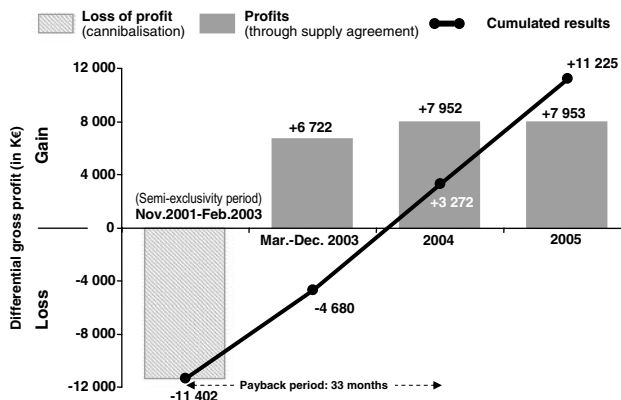 Loss of profit
(cannibalisation)
Profits
(through supply agreement)
Cumulated results
Differential gross profit (in K€)
Gain
Loss
12 000
8 000
4 000
0
-4 000
-8 000
-12 000
+11 225
+7 952
+7 953
+6 722
+3 272
(Semi-exclusivity period)
Nov.2001-Feb.2003
Mar.-Dec. 2003
2004
2005
-4 680
Payback period: 33 months
-11 402